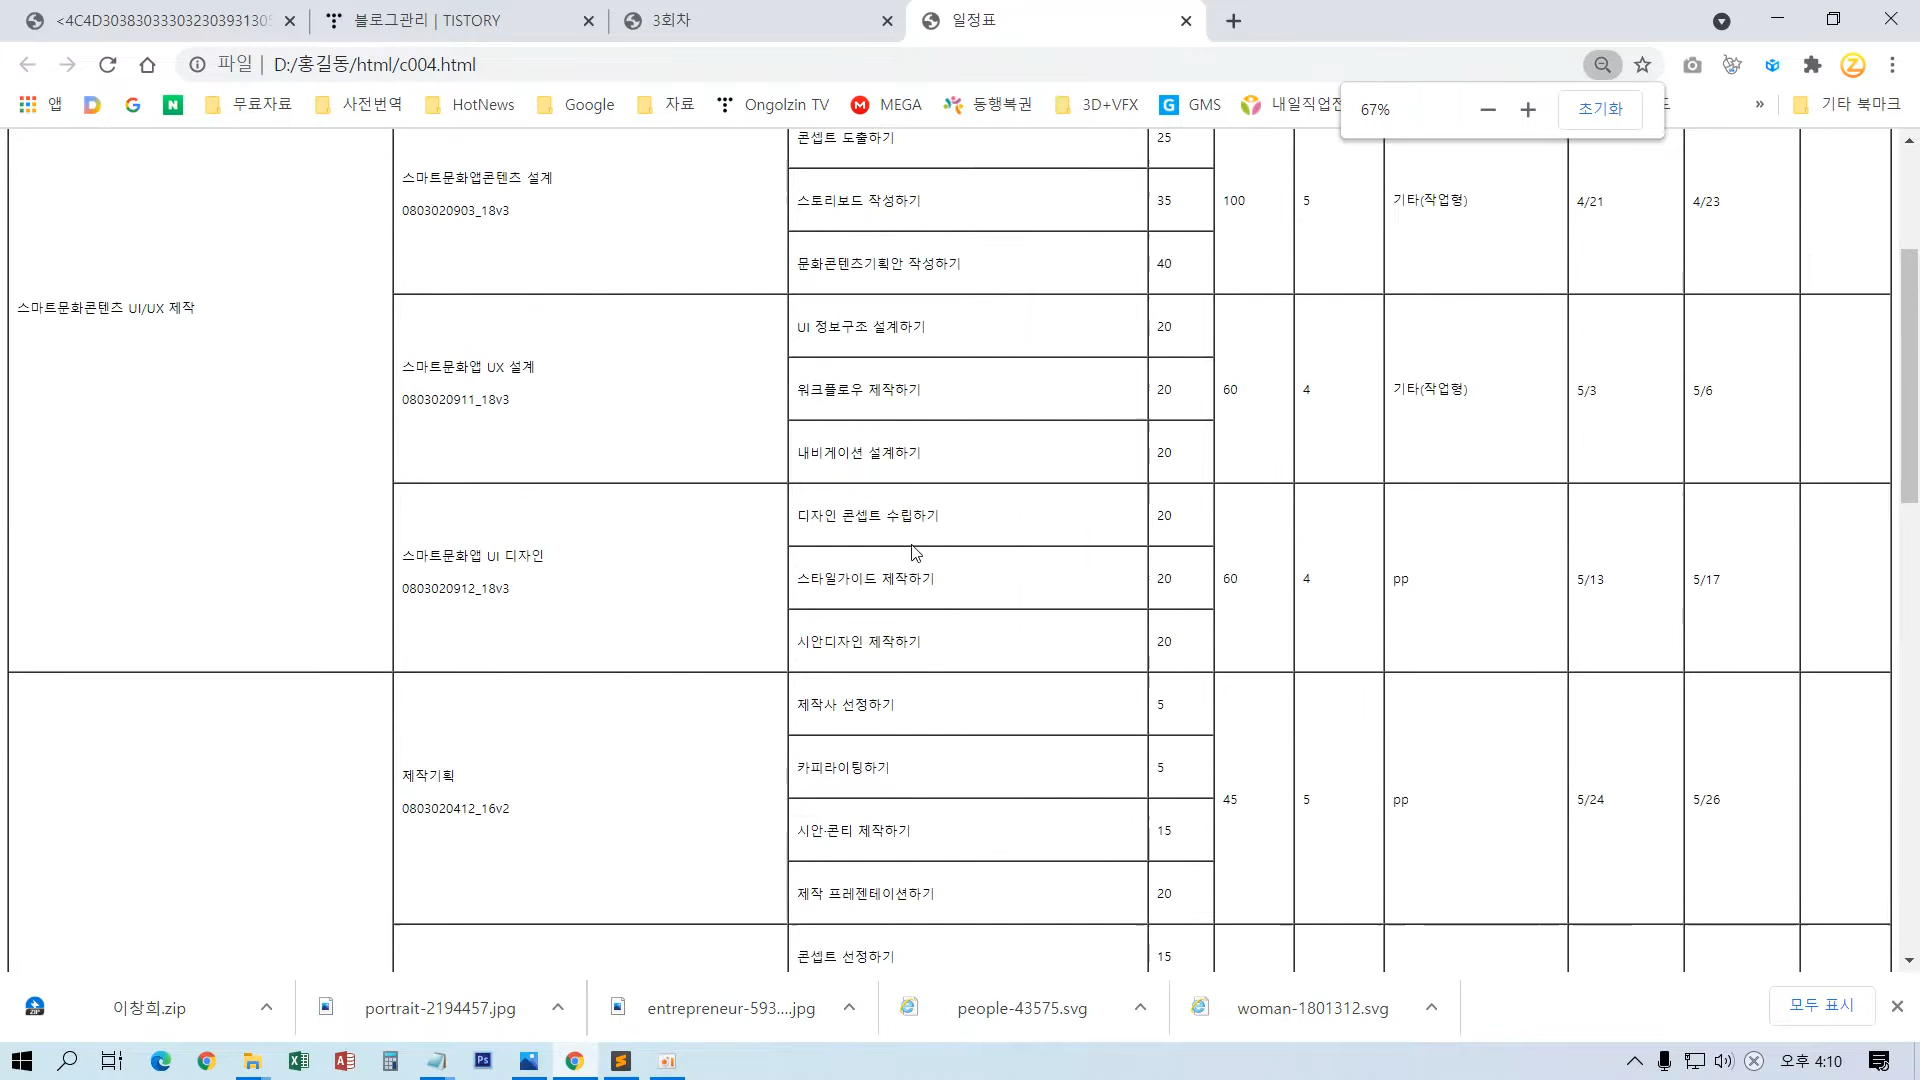 <4C4D303830333032303931305
블로그관리 | TISTORY
3회차
일정표
파일 | D:/홍길동/html/c004.html
앱
무료자료
사전번역
HotNews
Google
자료
Ongolzin TV
MEGA
동행복권
3D+VFX
GMS
내일직업전
»
기타 북마크
67%
초기화
콘셉트 도출하기 25
스마트문화앱콘텐츠 설계
0803020903_18v3
스토리보드 작성하기 35 100 5 기타(작업형) 4/21 4/23
문화콘텐츠기획안 작성하기 40
스마트문화콘텐츠 UI/UX 제작
UI 정보구조 설계하기 20
스마트문화앱 UX 설계
0803020911_18v3
워크플로우 제작하기 20 60 4 기타(작업형) 5/3 5/6
내비게이션 설계하기 20
디자인 콘셉트 수립하기 20
스마트문화앱 UI 디자인
0803020912_18v3
스타일가이드 제작하기 20 60 4 pp 5/13 5/17
시안디자인 제작하기 20
제작사 선정하기 5
카피라이팅하기 5
제작기획
0803020412_16v2
45 5 pp 5/24 5/26
시안·콘티 제작하기 15
제작 프레젠테이션하기 20
콘셉트 선정하기 15
이창희.zip
portrait-2194457.jpg
entrepreneur-593....jpg
people-43575.svg
woman-1801312.svg
모두 표시
오후 4:10